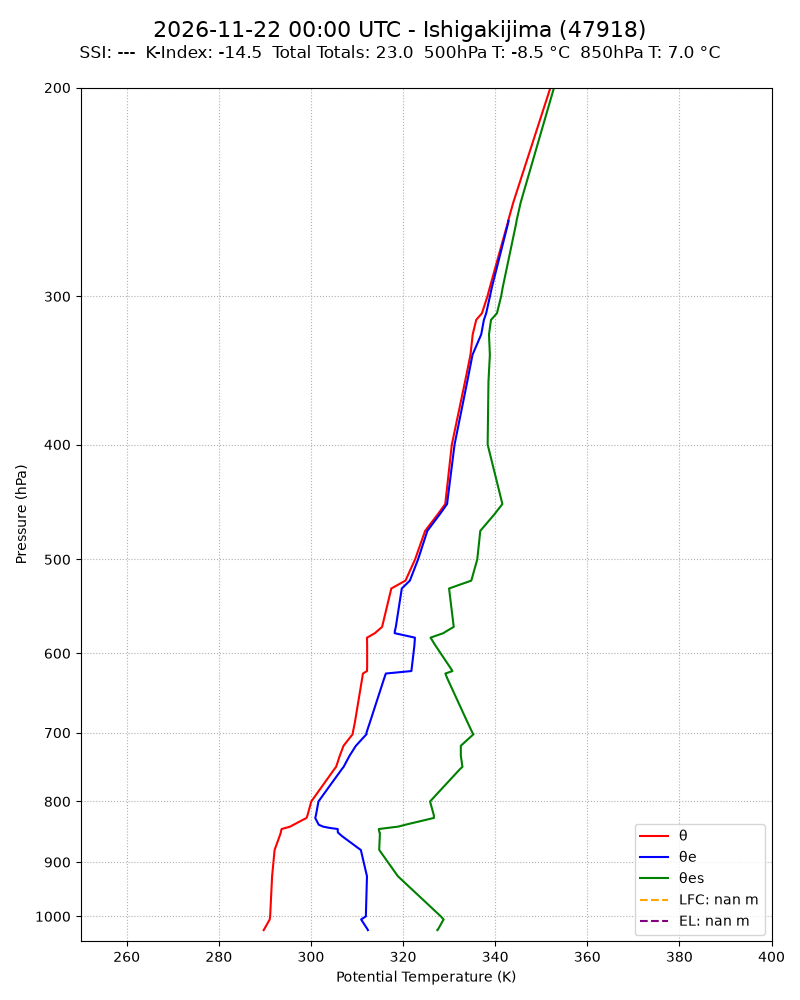 2026-11-22 00:00 UTC - Ishigakijima (47918)
SSI: --- K-Index: -14.5 Total Totals: 23.0 500hPa T: -8.5 °C 850hPa T: 7.0 °C
200
300
400
500
600
700
800
900
1000
Pressure (hPa)
θ
θe
θes
LFC: nan m
EL: nan m
260 280 300 320 340 360 380 400
Potential Temperature (K)